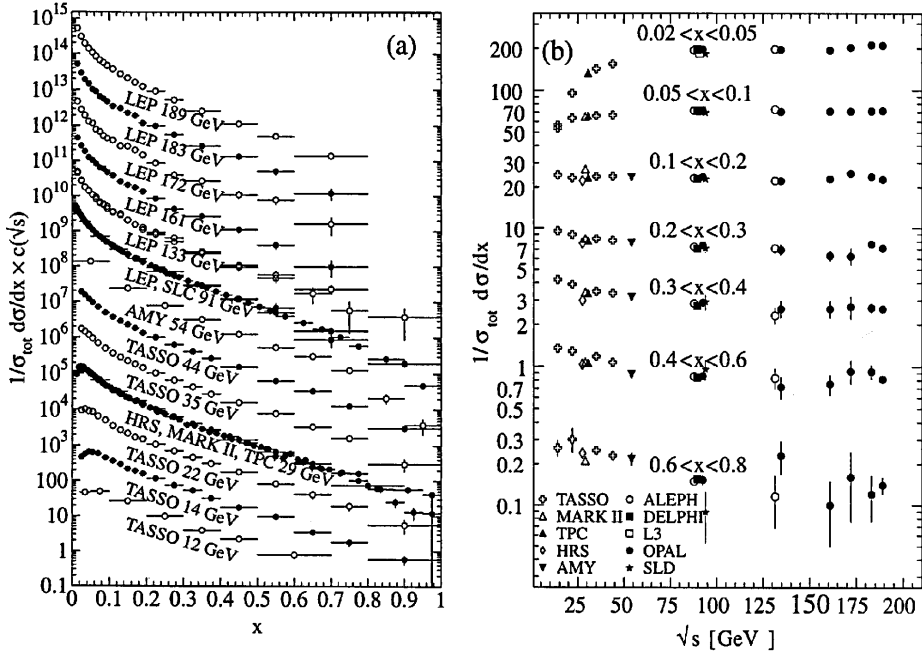 (a)
10^15
10^14
10^13
10^12
10^11
10^10
10^9
10^8
10^7
10^6
10^5
10^4
10^3
10^2
10
1
0.1
1/σ_tot dσ/dx × c(√s)
LEP 189 GeV
LEP 183 GeV
LEP 172 GeV
LEP 161 GeV
LEP 133 GeV
LEP, SLC 91 GeV
AMY 54 GeV
TASSO 44 GeV
TASSO 35 GeV
HRS, MARK II, TPC 29 GeV
TASSO 22 GeV
TASSO 14 GeV
TASSO 12 GeV
0 0.1 0.2 0.3 0.4 0.5 0.6 0.7 0.8 0.9 1
x
(b)
200
100
70
50
30
20
10
7
5
3
2
1
0.7
0.5
0.3
0.2
0.1
1/σ_tot dσ/dx
0.02<x<0.05
0.05<x<0.1
0.1<x<0.2
0.2<x<0.3
0.3<x<0.4
0.4<x<0.6
0.6<x<0.8
TASSO ALEPH
MARK II DELPHI
TPC L3
HRS OPAL
AMY SLD
25 50 75 100 125 150 175 200
√s [GeV]